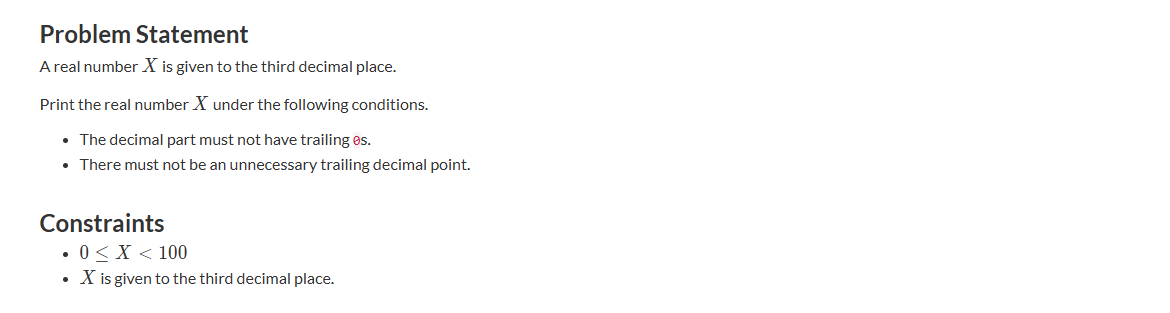 Problem Statement
A real number X is given to the third decimal place.
Print the real number X under the following conditions.
• The decimal part must not have trailing 0s.
• There must not be an unnecessary trailing decimal point.
Constraints
• 0 ≤ X < 100
• X is given to the third decimal place.